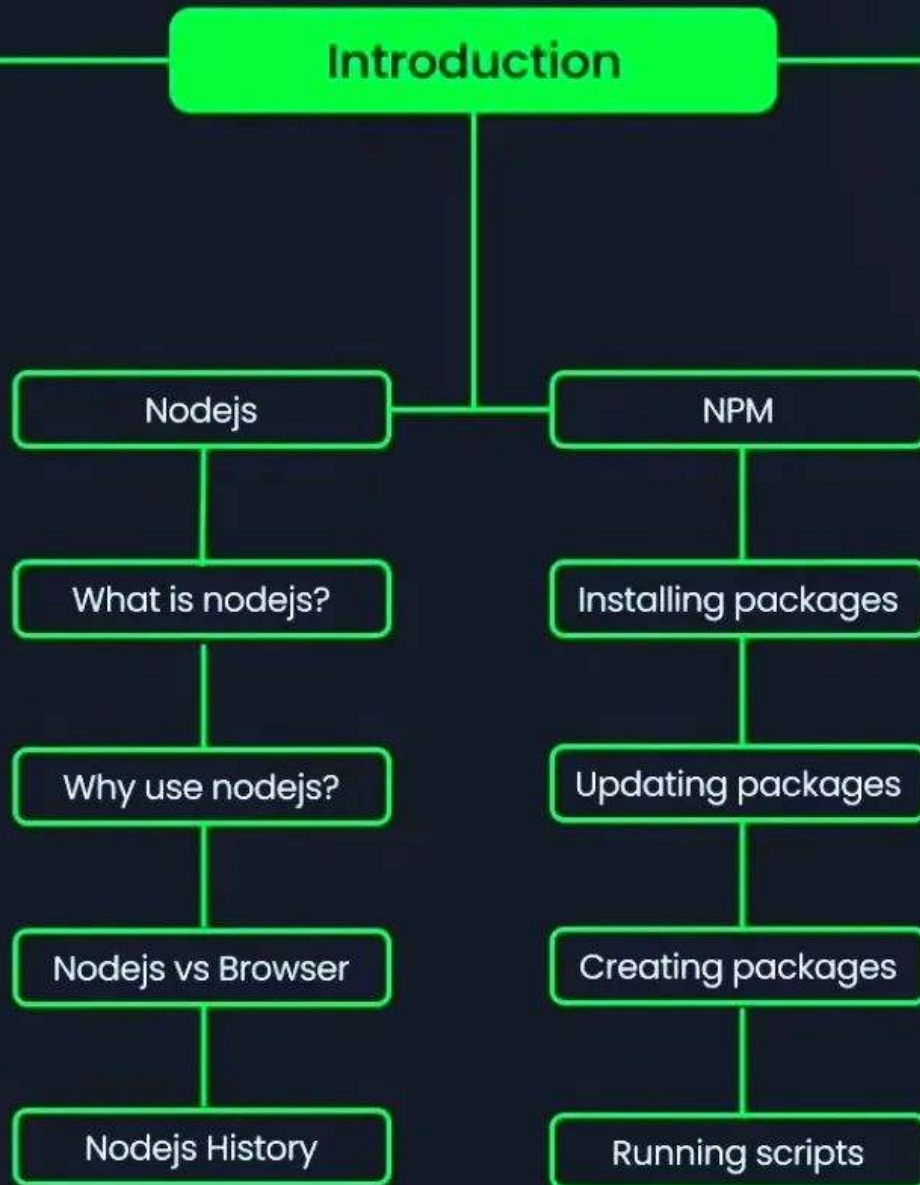 Introduction
Nodejs
NPM
What is nodejs?
Installing packages
Why use nodejs?
Updating packages
Nodejs vs Browser
Creating packages
Nodejs History
Running scripts